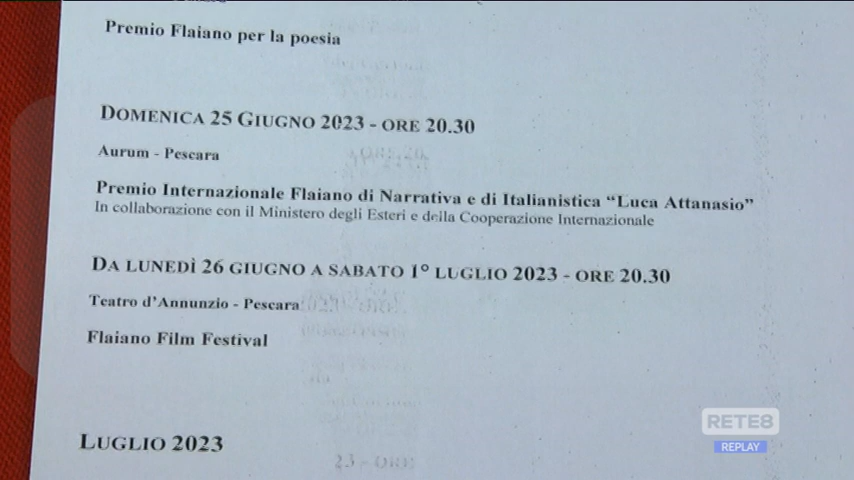 Premio Flaiano per la poesia
DOMENICA 25 GIUGNO 2023 - ORE 20.30
Aurum - Pescara
Premio Internazionale Flaiano di Narrativa e di Italianistica “Luca Attanasio”
In collaborazione con il Ministero degli Esteri e della Cooperazione Internazionale
DA LUNEDÌ 26 GIUGNO A SABATO 1° LUGLIO 2023 - ORE 20.30
Teatro d’Annunzio - Pescara
Flaiano Film Festival
LUGLIO 2023
RETE8
REPLAY